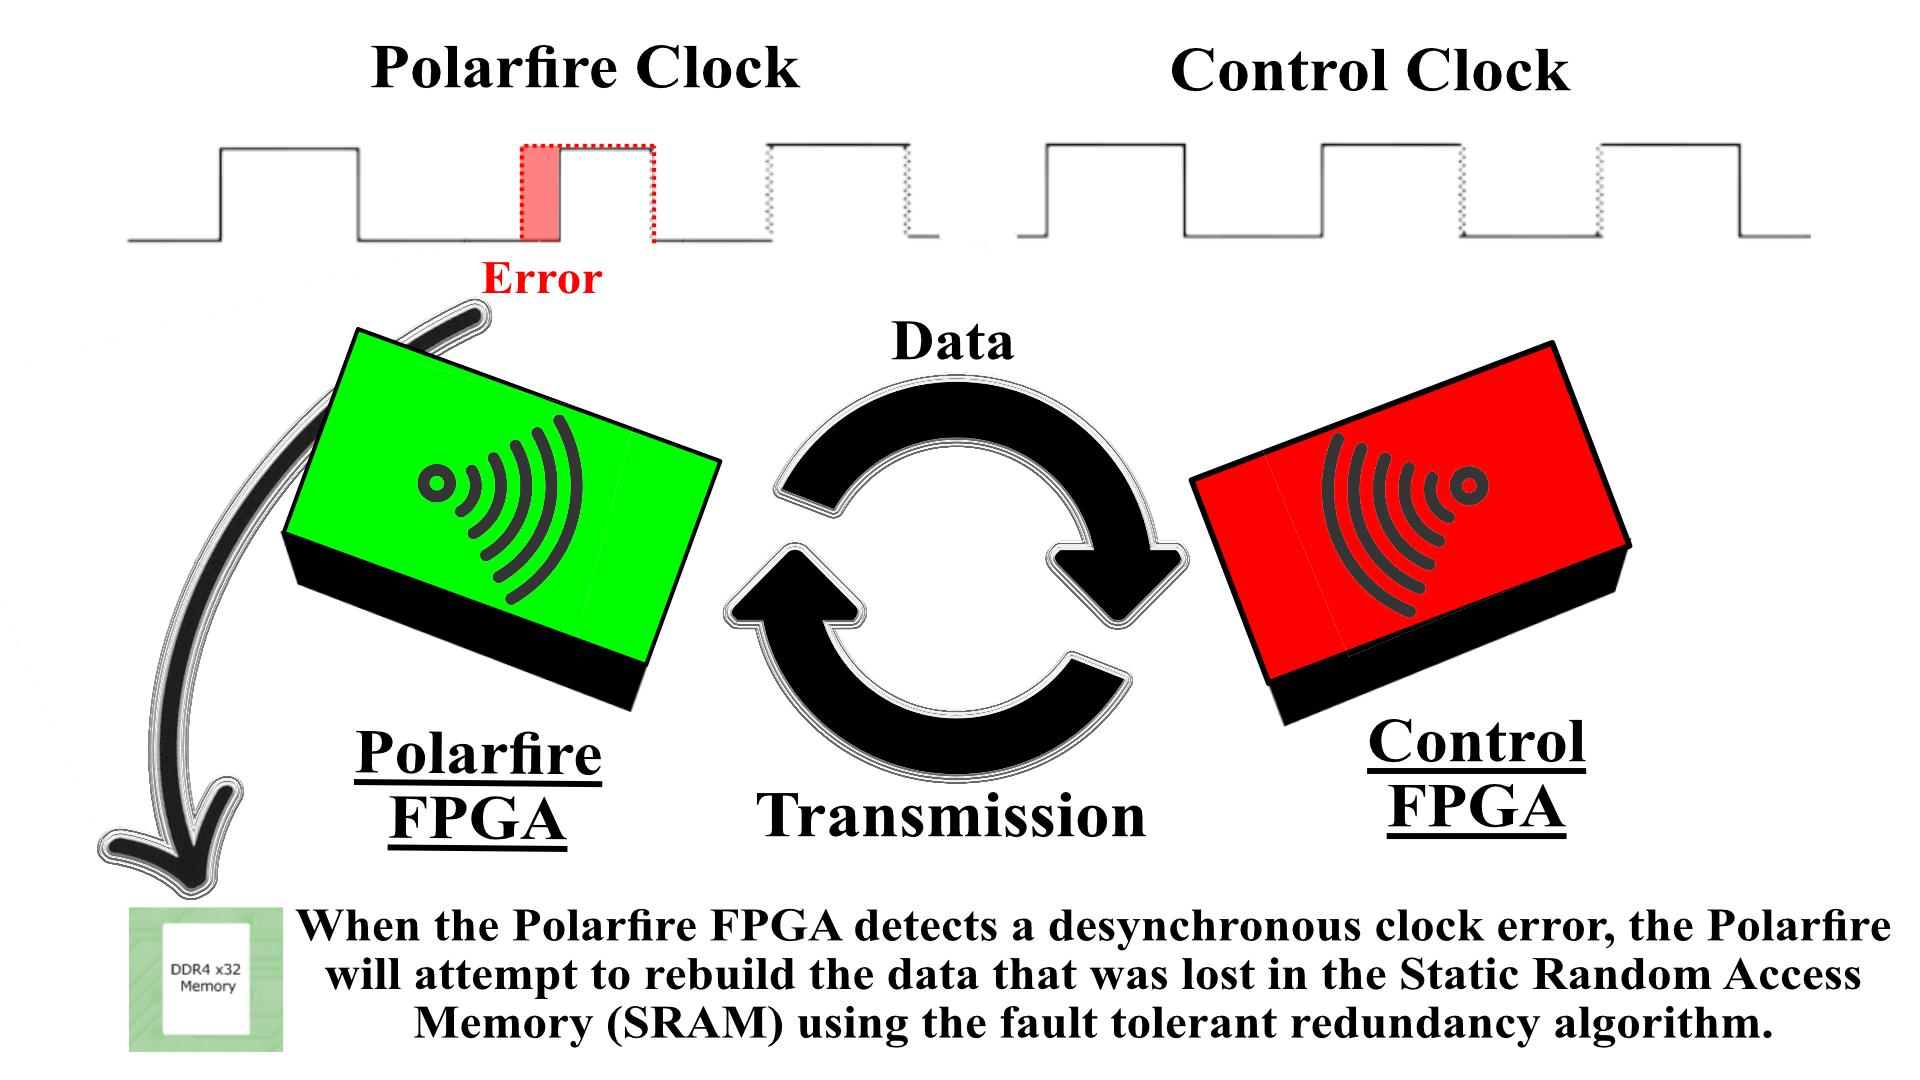 Polarfire Clock
Control Clock
Error
Data
Polarfire
FPGA
Transmission
Control
FPGA
DDR4 x32
Memory
When the Polarfire FPGA detects a desynchronous clock error, the Polarfire
will attempt to rebuild the data that was lost in the Static Random Access
Memory (SRAM) using the fault tolerant redundancy algorithm.